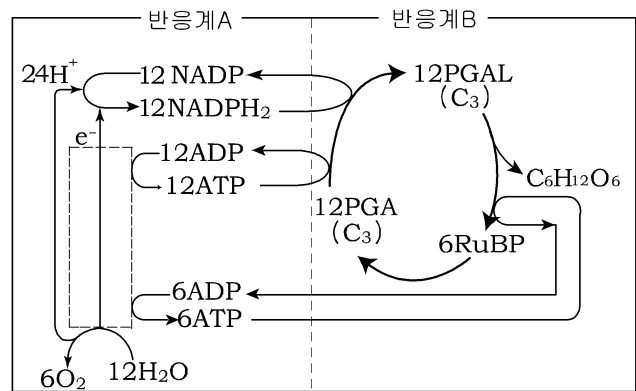 반응계A
반응계B
24H⁺
12 NADP
12NADPH₂
e⁻
12ADP
12ATP
12PGAL
(C₃)
C₆H₁₂O₆
12PGA
(C₃)
6RuBP
6ADP
6ATP
6O₂
12H₂O